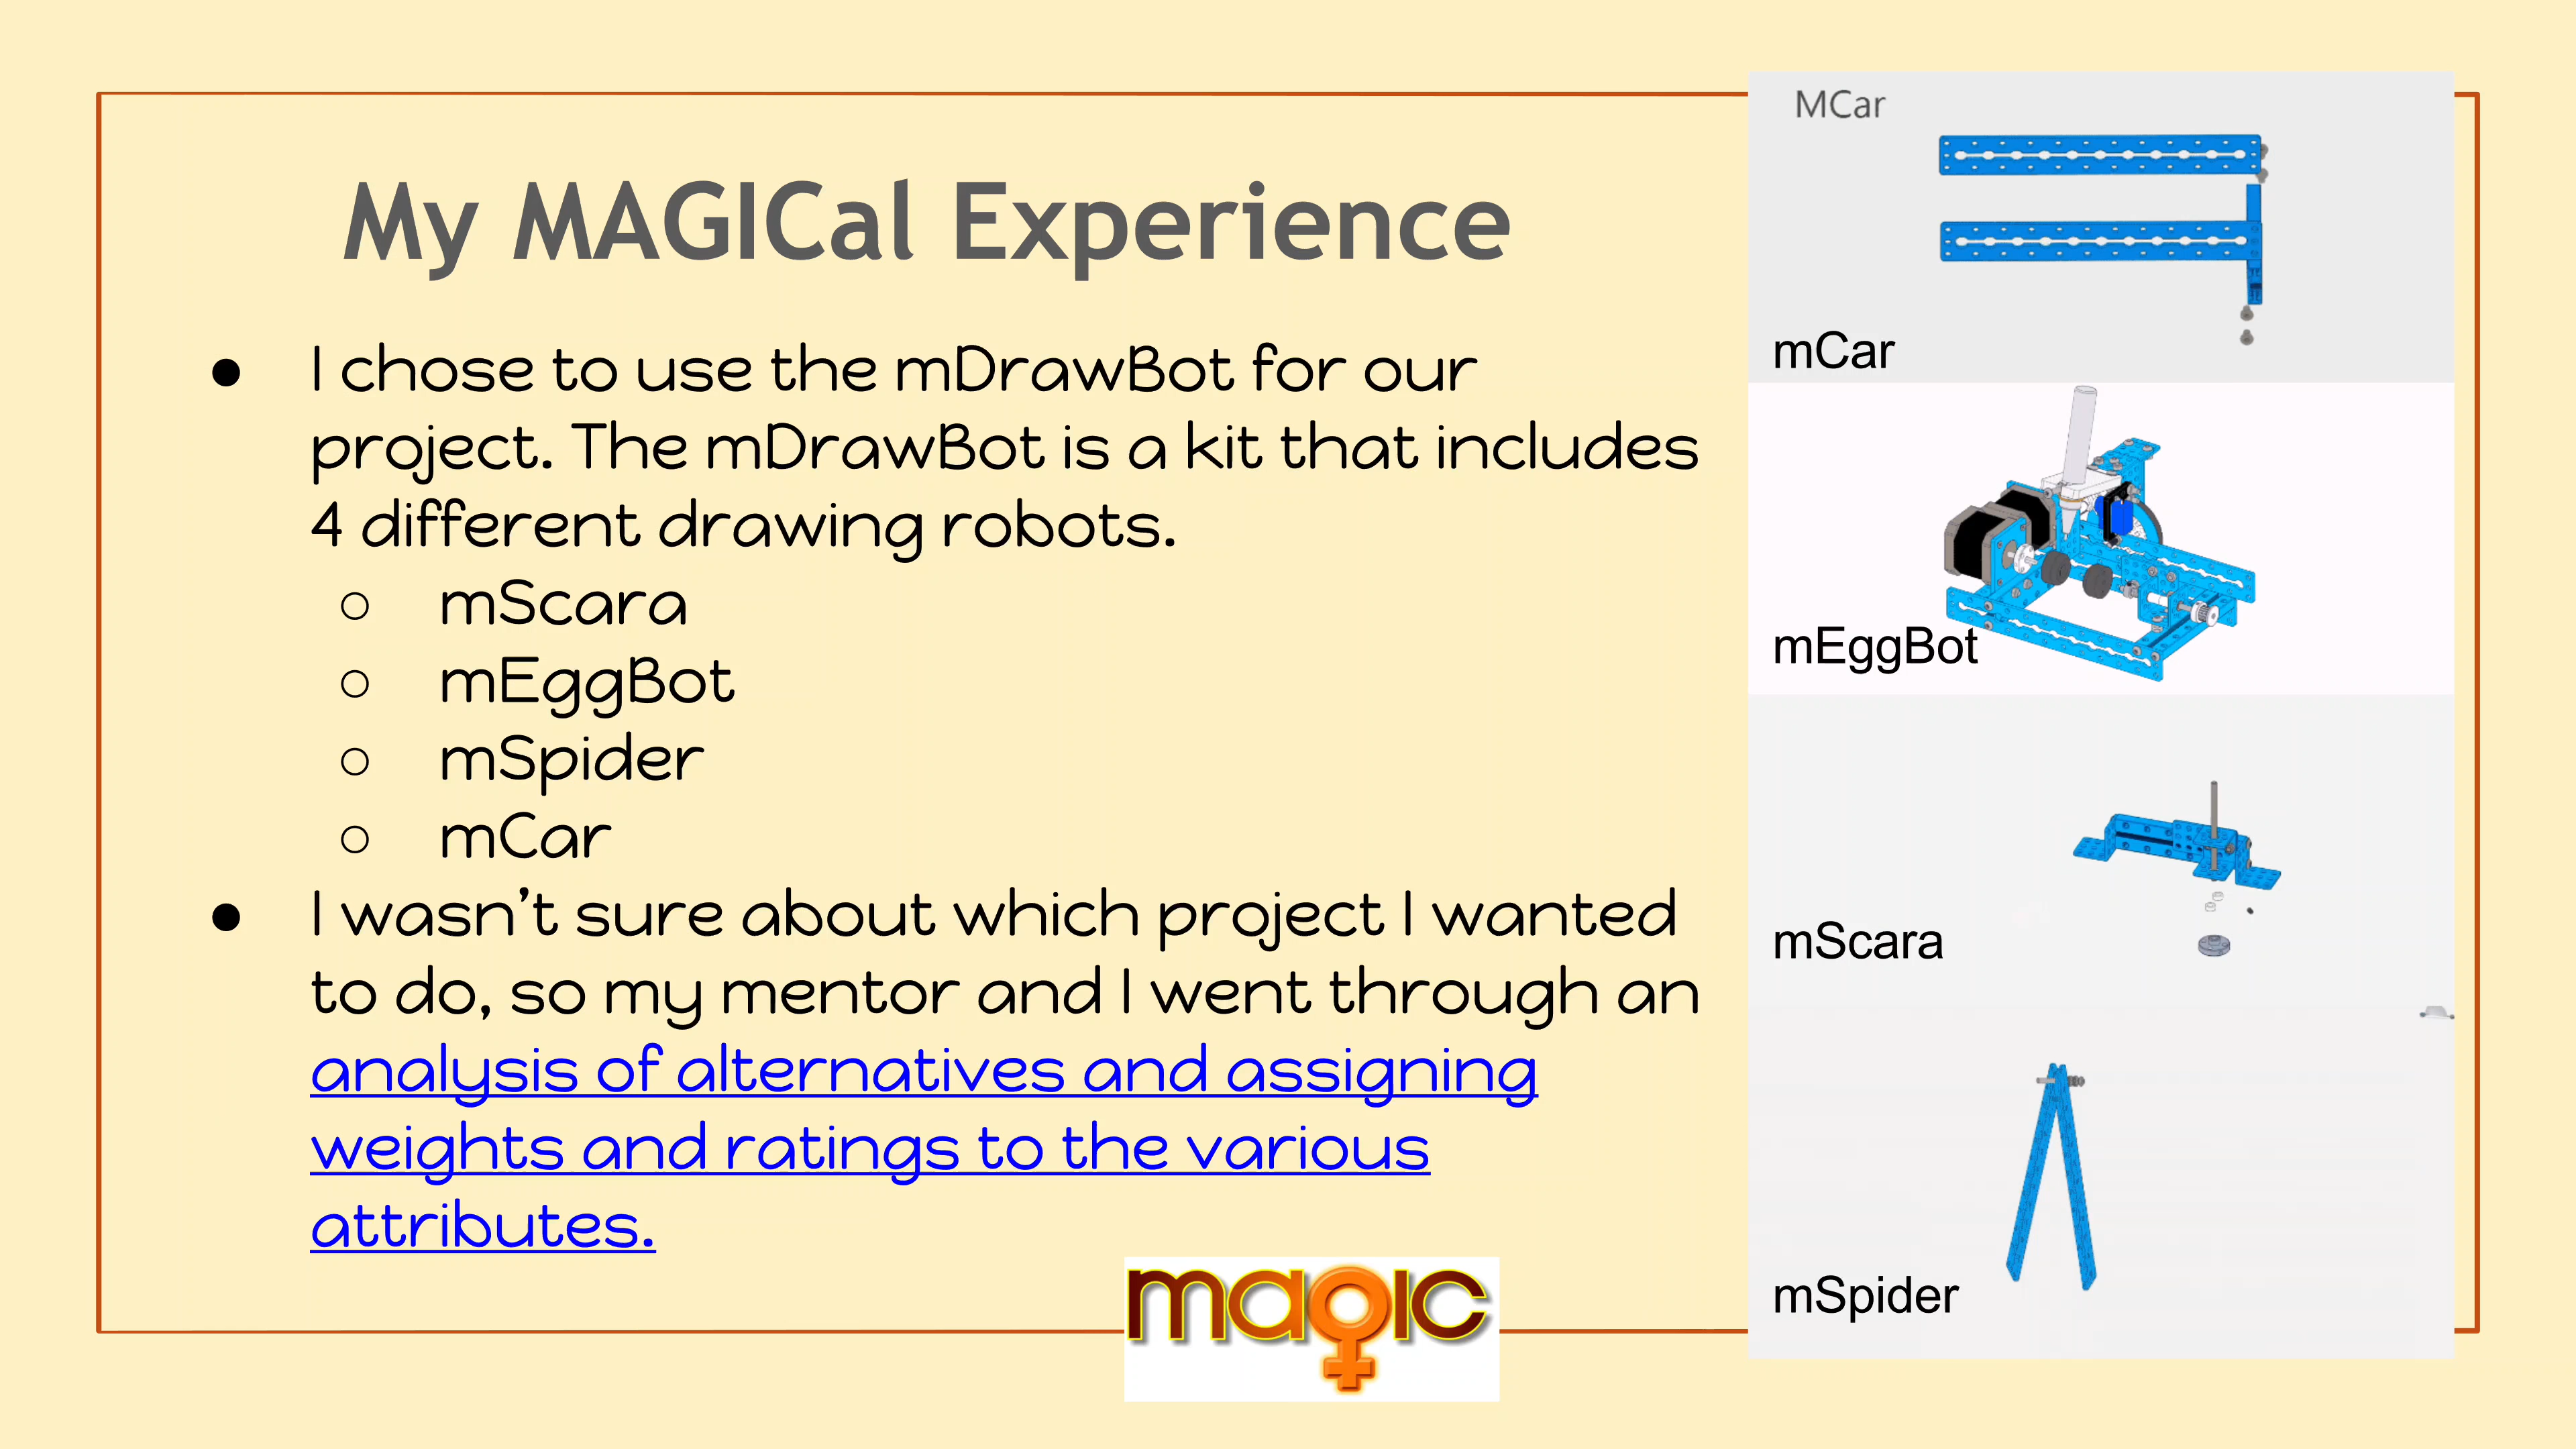 My MAGICal Experience
● I chose to use the mDrawBot for our
project. The mDrawBot is a kit that includes
4 different drawing robots.
○ mScara
○ mEggBot
○ mSpider
○ mCar
● I wasn't sure about which project I wanted
to do, so my mentor and I went through an
analysis of alternatives and assigning
weights and ratings to the various
attributes.
magic
MCar
mCar
mEggBot
mScara
mSpider